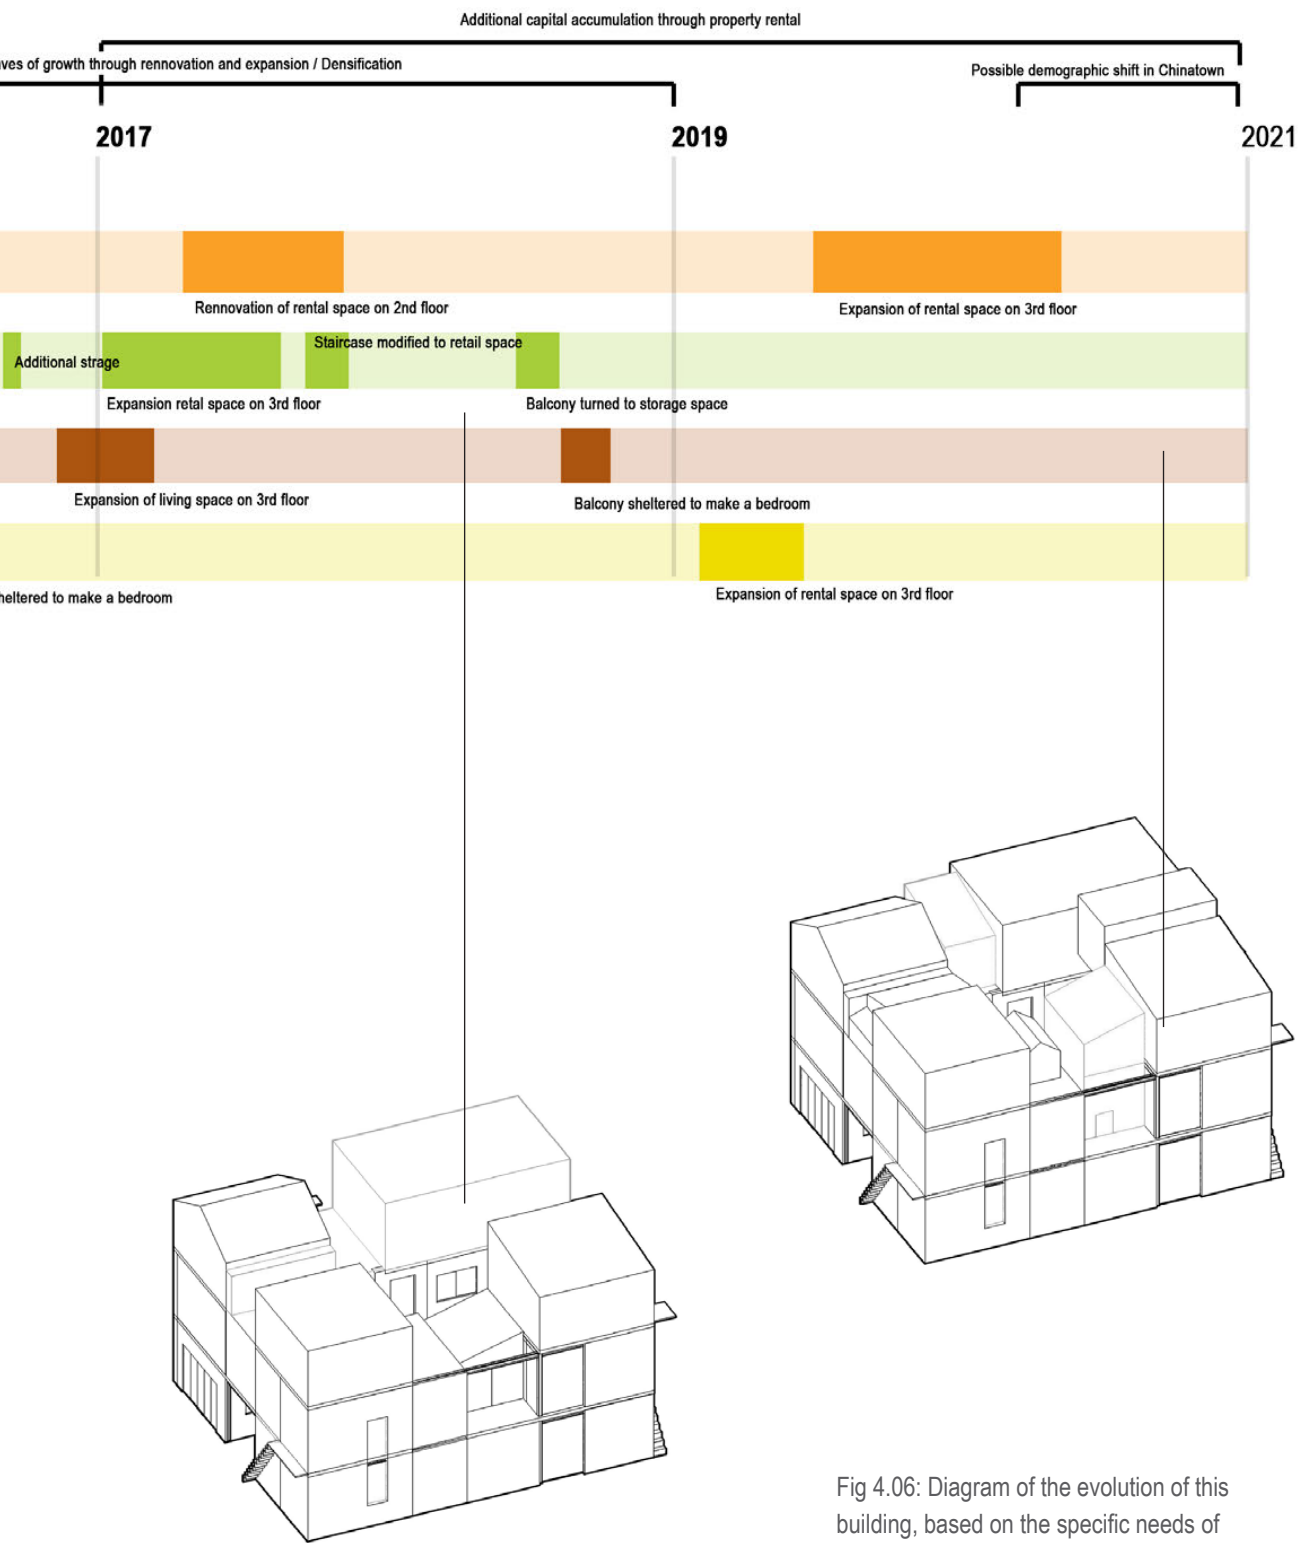 Additional capital accumulation through property rental
of growth through rennovation and expansion / Densification
Possible demographic shift in Chinatown
2017
2019
2021
Rennovation of rental space on 2nd floor
Expansion of rental space on 3rd floor
Staircase modified to retail space
Additional strage
Expansion retal space on 3rd floor
Balcony turned to storage space
Expansion of living space on 3rd floor
Balcony sheltered to make a bedroom
to make a bedroom
Expansion of rental space on 3rd floor
Fig 4.06: Diagram of the evolution of this
building, based on the specific needs of